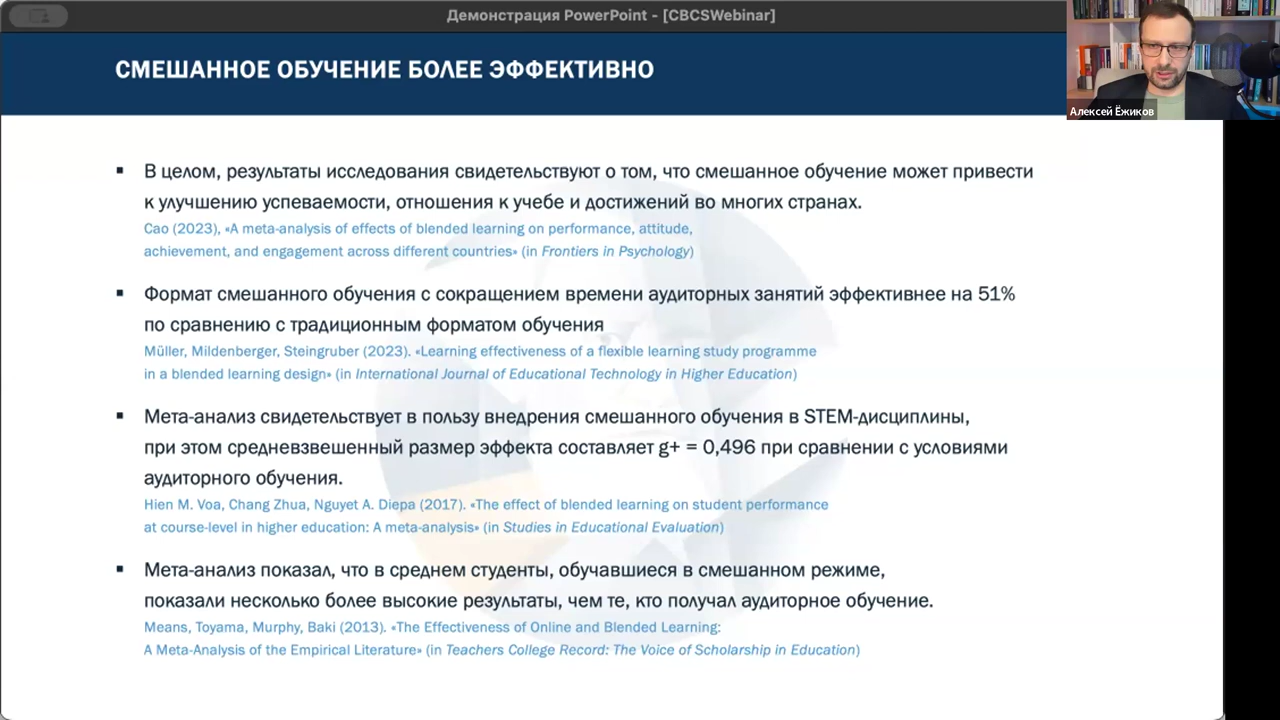 Демонстрация PowerPoint - [CBCSWebinar]
СМЕШАННОЕ ОБУЧЕНИЕ БОЛЕЕ ЭФФЕКТИВНО
Алексей Ёжиков
▪ В целом, результаты исследования свидетельствуют о том, что смешанное обучение может привести
к улучшению успеваемости, отношения к учебе и достижений во многих странах.
Cao (2023), «A meta-analysis of effects of blended learning on performance, attitude,
achievement, and engagement across different countries» (in Frontiers in Psychology)
▪ Формат смешанного обучения с сокращением времени аудиторных занятий эффективнее на 51%
по сравнению с традиционным форматом обучения
Müller, Mildenberger, Steingruber (2023). «Learning effectiveness of a flexible learning study programme
in a blended learning design» (in International Journal of Educational Technology in Higher Education)
▪ Мета-анализ свидетельствует в пользу внедрения смешанного обучения в STEM-дисциплины,
при этом средневзвешенный размер эффекта составляет g+ = 0,496 при сравнении с условиями
аудиторного обучения.
Hien M. Voa, Chang Zhua, Nguyet A. Diepa (2017). «The effect of blended learning on student performance
at course-level in higher education: A meta-analysis» (in Studies in Educational Evaluation)
▪ Мета-анализ показал, что в среднем студенты, обучавшиеся в смешанном режиме,
показали несколько более высокие результаты, чем те, кто получал аудиторное обучение.
Means, Toyama, Murphy, Baki (2013). «The Effectiveness of Online and Blended Learning:
A Meta-Analysis of the Empirical Literature» (in Teachers College Record: The Voice of Scholarship in Education)